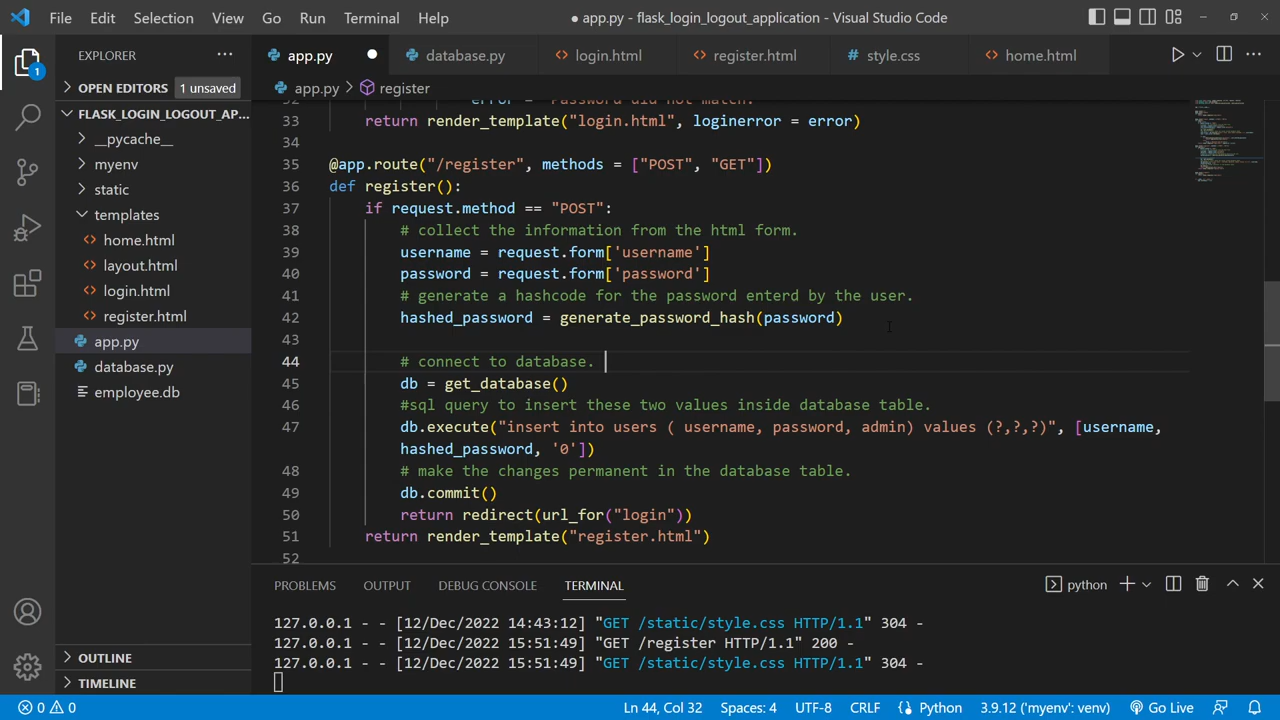 File Edit Selection View Go Run Terminal Help
● app.py - flask_login_logout_application - Visual Studio Code
EXPLORER
1
OPEN EDITORS 1 unsaved
FLASK_LOGIN_LOGOUT_AP...
__pycache__
myenv
static
templates
home.html
layout.html
login.html
register.html
app.py
database.py
employee.db
OUTLINE
TIMELINE
app.py database.py login.html register.html style.css home.html
app.py > register
32 error = "Password did not match."
33 return render_template("login.html", loginerror = error)
34
35 @app.route("/register", methods = ["POST", "GET"])
36 def register():
37 if request.method == "POST":
38 # collect the information from the html form.
39 username = request.form['username']
40 password = request.form['password']
41 # generate a hashcode for the password enterd by the user.
42 hashed_password = generate_password_hash(password)
43
44 # connect to database.
45 db = get_database()
46 #sql query to insert these two values inside database table.
47 db.execute("insert into users ( username, password, admin) values (?,?,?)", [username,
hashed_password, '0'])
48 # make the changes permanent in the database table.
49 db.commit()
50 return redirect(url_for("login"))
51 return render_template("register.html")
52
PROBLEMS OUTPUT DEBUG CONSOLE TERMINAL python
127.0.0.1 - - [12/Dec/2022 14:43:12] "GET /static/style.css HTTP/1.1" 304 -
127.0.0.1 - - [12/Dec/2022 15:51:49] "GET /register HTTP/1.1" 200 -
127.0.0.1 - - [12/Dec/2022 15:51:49] "GET /static/style.css HTTP/1.1" 304 -
0 0 Ln 44, Col 32 Spaces: 4 UTF-8 CRLF Python 3.9.12 ('myenv': venv) Go Live